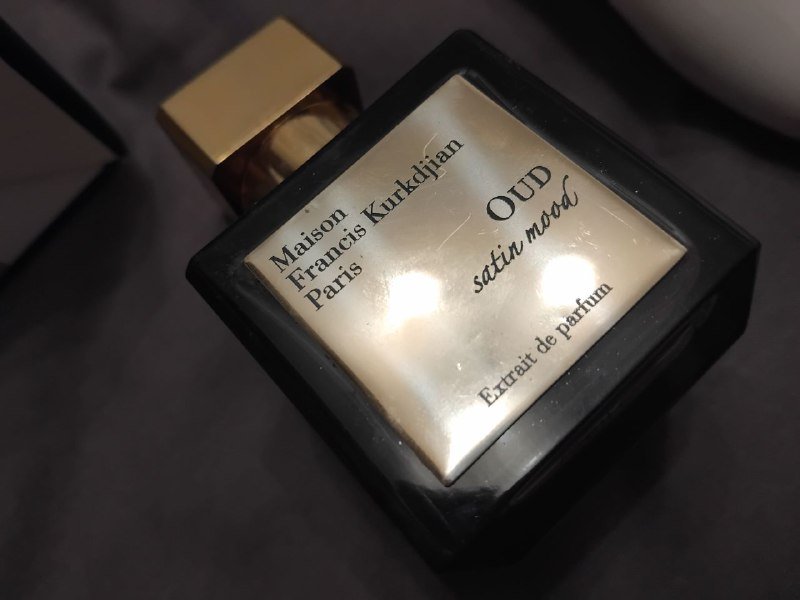 Maison
Francis Kurkdjian
Paris
OUD
satin mood
Extrait de parfum